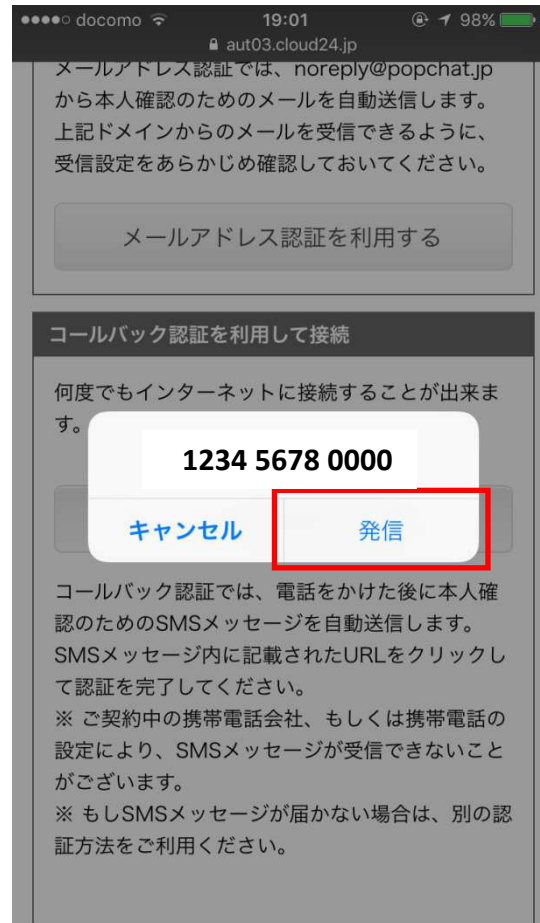 docomo 19:01 98%
aut03.cloud24.jp
メールアドレス認証では、noreply@popchat.jp
から本人確認のためのメールを自動送信します。
上記ドメインからのメールを受信できるように、
受信設定をあらかじめ確認しておいてください。
メールアドレス認証を利用する
コールバック認証を利用して接続
何度でもインターネットに接続することが出来ま
す。
1234 5678 0000
キャンセル 発信
コールバック認証では、電話をかけた後に本人確
認のためのSMSメッセージを自動送信します。
SMSメッセージ内に記載されたURLをクリックし
て認証を完了してください。
※ ご契約中の携帯電話会社、もしくは携帯電話の
設定により、SMSメッセージが受信できないこと
がございます。
※ もしSMSメッセージが届かない場合は、別の認
証方法をご利用ください。